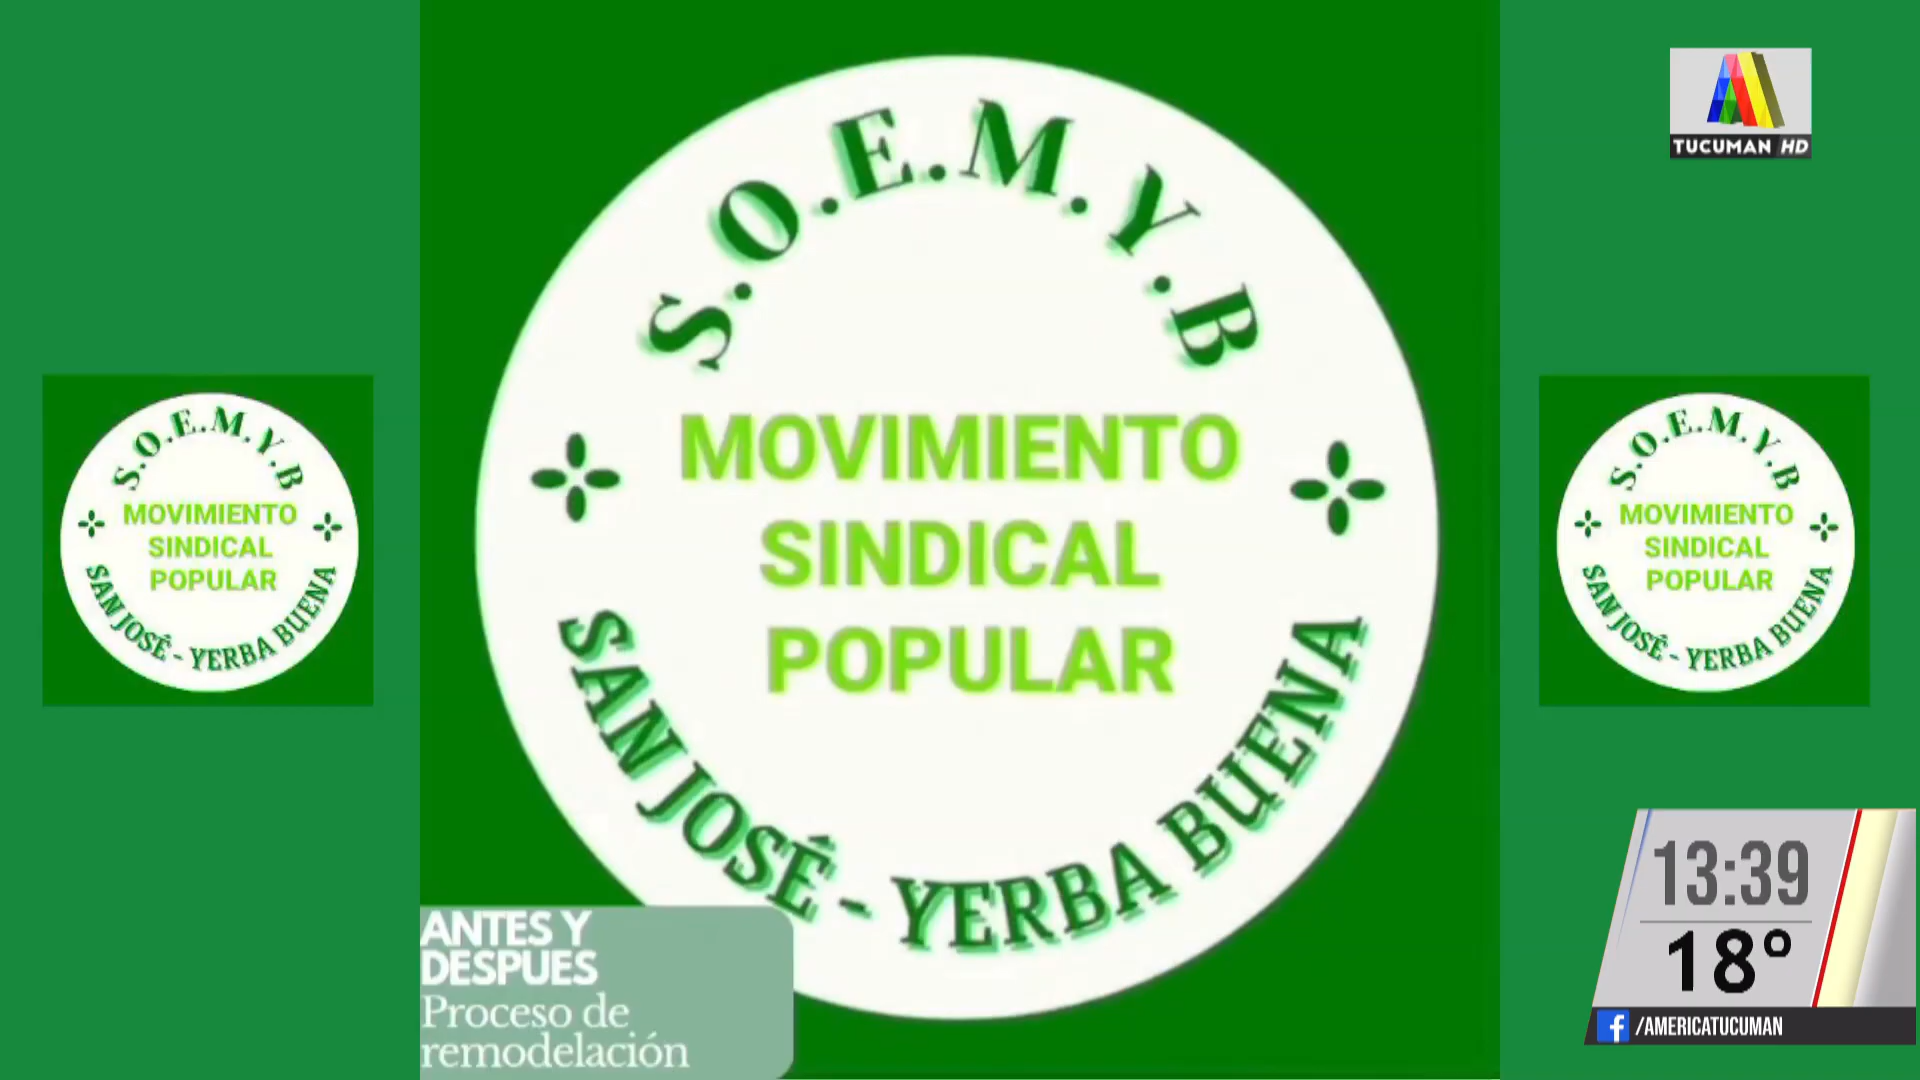 S.O.E.M.Y.B
MOVIMIENTO
SINDICAL
POPULAR
SAN JOSÉ - YERBA BUENA
S.O.E.M.Y.B
MOVIMIENTO
SINDICAL
POPULAR
SAN JOSÉ - YERBA BUENA
S.O.E.M.Y.B
MOVIMIENTO
SINDICAL
POPULAR
SAN JOSÉ - YERBA BUENA
TUCUMAN HD
ANTES Y
DESPUES
Proceso de
remodelación
13:39
18°
/AMERICATUCUMAN